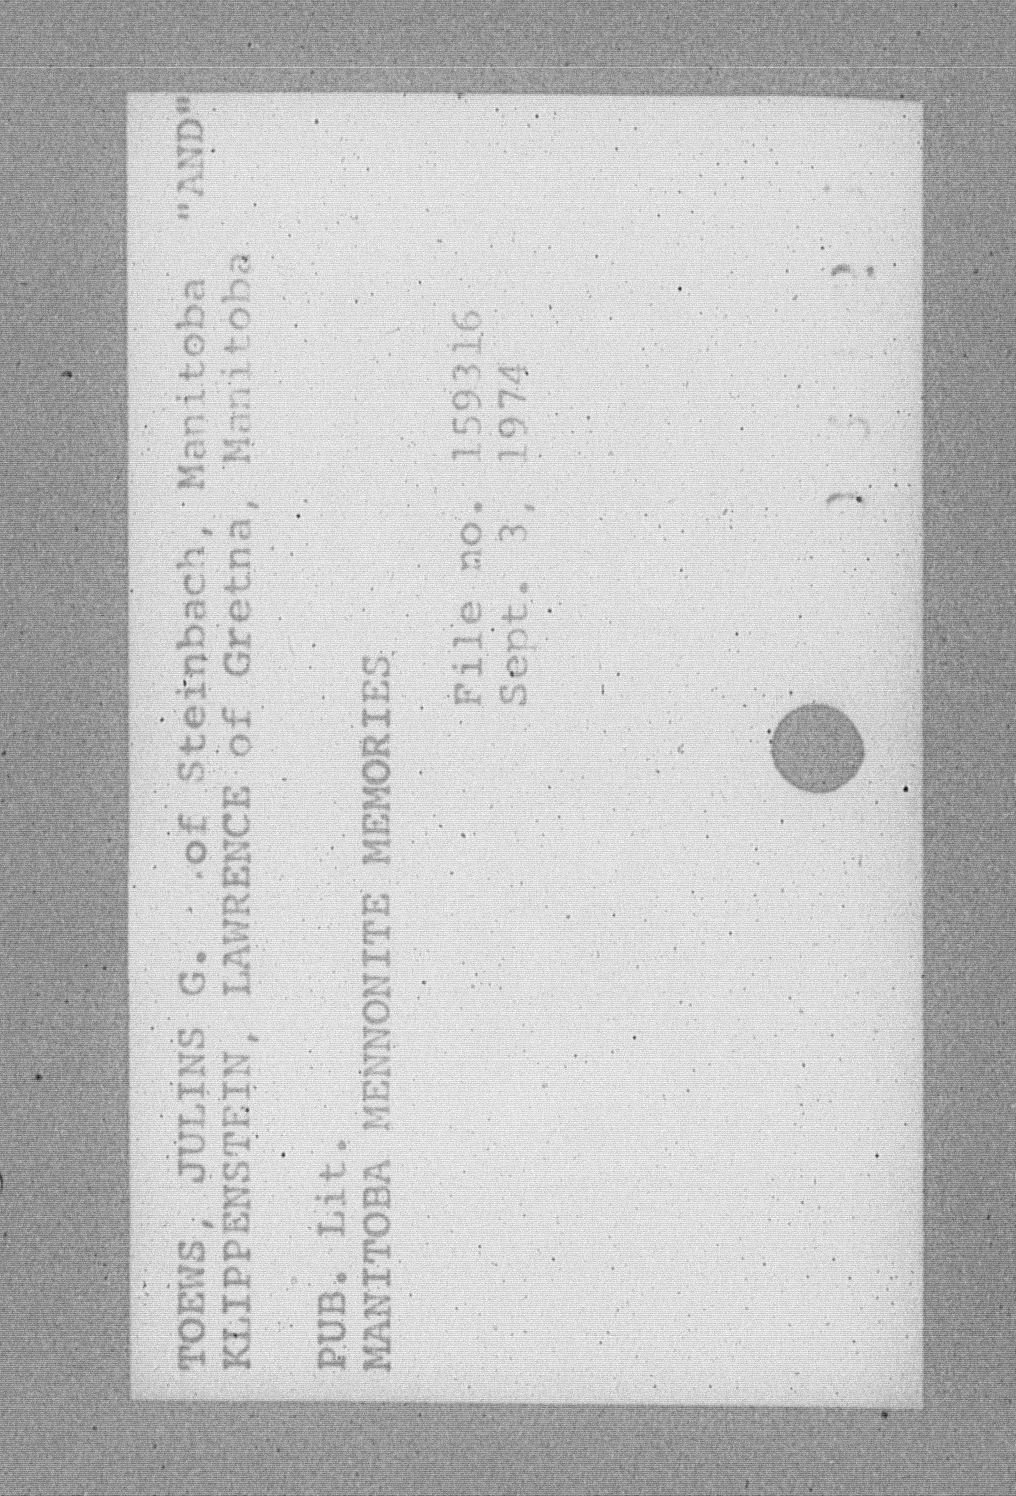 TOEWS, JULINS G. .of Steinbach, Manitoba "AND"
KLIPPENSTEIN, LAWRENCE of Gretna, Manitoba
PUB. Lit.
MANITOBA MENNONITE MEMORIES
File no. 159316
Sept. 3, 1974